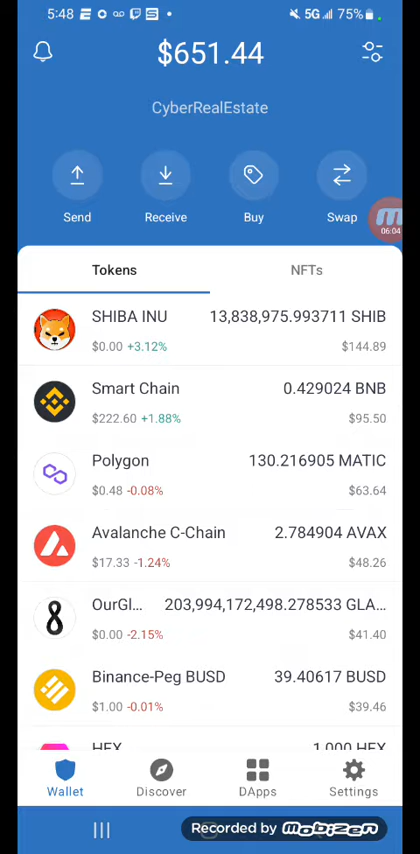 5:48
5G 75%
$651.44
CyberRealEstate
Send Receive Buy Swap
06:04
Tokens NFTs
SHIBA INU 13,838,975.993711 SHIB
$0.00 +3.12% $144.89
Smart Chain 0.429024 BNB
$222.60 +1.88% $95.50
Polygon 130.216905 MATIC
$0.48 -0.08% $63.64
Avalanche C-Chain 2.784904 AVAX
$17.33 -1.24% $48.26
OurGl... 203,994,172,498.278533 GLA...
$0.00 -2.15% $41.40
Binance-Peg BUSD 39.40617 BUSD
$1.00 -0.01% $39.46
HEX 1,000 HEX
Wallet Discover DApps Settings
Recorded by mobizen